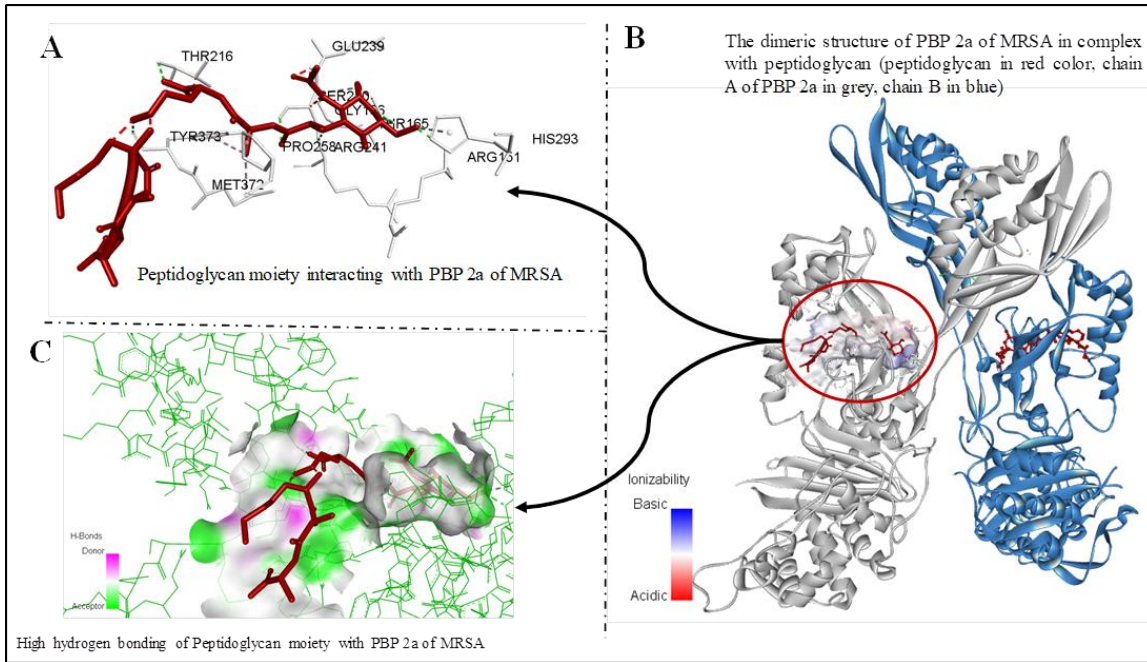 A
THR216
GLU239
TYR373
PRO258
ARG241
HIS293
ARG151
MET372
Peptidoglycan moiety interacting with PBP 2a of MRSA
B
The dimeric structure of PBP 2a of MRSA in complex
with peptidoglycan (peptidoglycan in red color, chain
A of PBP 2a in grey, chain B in blue)
Ionizability
Basic
Acidic
C
H-Bonds
Donor
Acceptor
High hydrogen bonding of Peptidoglycan moiety with PBP 2a of MRSA